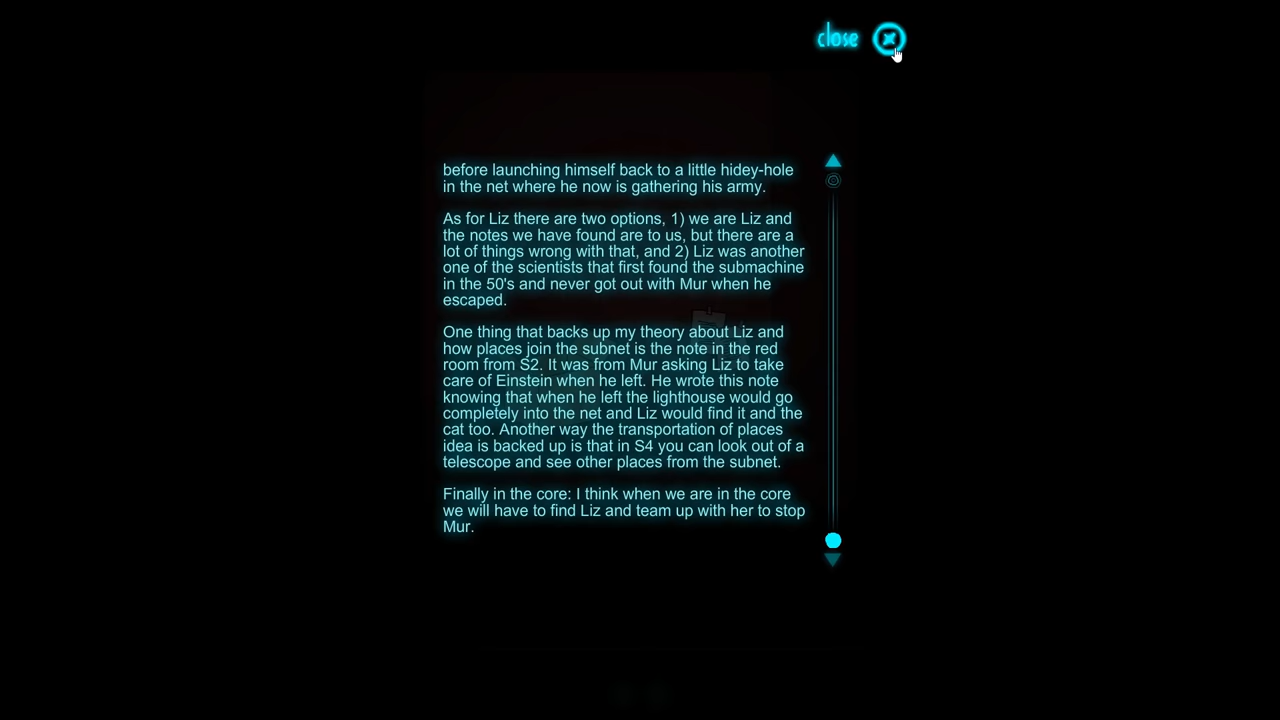 close
before launching himself back to a little hidey-hole
in the net where he now is gathering his army.
As for Liz there are two options, 1) we are Liz and
the notes we have found are to us, but there are a
lot of things wrong with that, and 2) Liz was another
one of the scientists that first found the submachine
in the 50's and never got out with Mur when he
escaped.
One thing that backs up my theory about Liz and
how places join the subnet is the note in the red
room from S2. It was from Mur asking Liz to take
care of Einstein when he left. He wrote this note
knowing that when he left the lighthouse would go
completely into the net and Liz would find it and the
cat too. Another way the transportation of places
idea is backed up is that in S4 you can look out of a
telescope and see other places from the subnet.
Finally in the core: I think when we are in the core
we will have to find Liz and team up with her to stop
Mur.